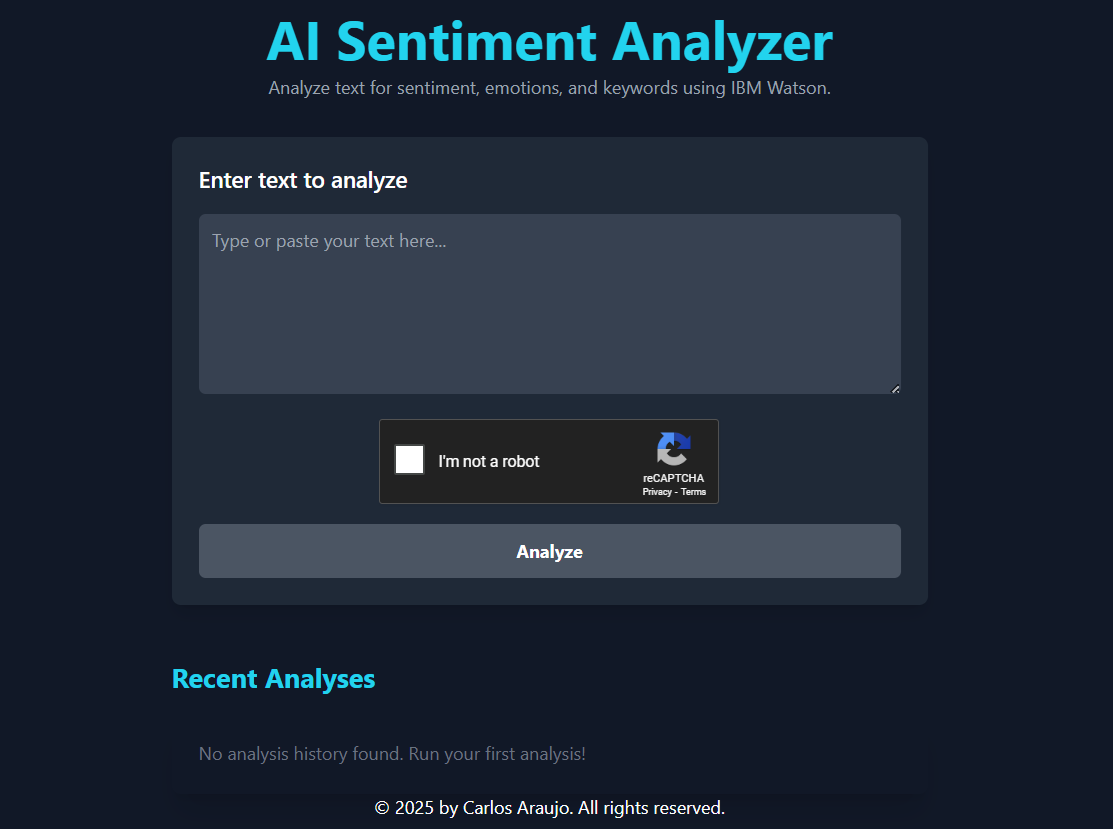 AI Sentiment Analyzer
Analyze text for sentiment, emotions, and keywords using IBM Watson.
Enter text to analyze
Type or paste your text here...
I'm not a robot
reCAPTCHA
Privacy - Terms
Analyze
Recent Analyses
No analysis history found. Run your first analysis!
© 2025 by Carlos Araujo. All rights reserved.